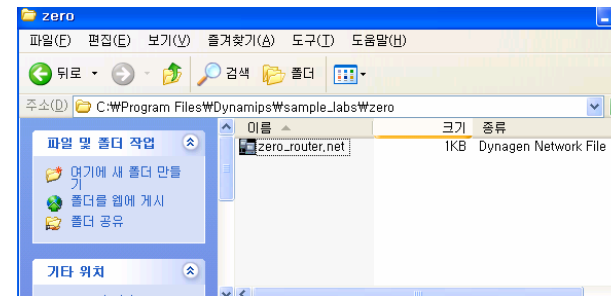 zero
파일(F) 편집(E) 보기(V) 즐겨찾기(A) 도구(T) 도움말(H)
뒤로 검색 폴더
주소(D) C:₩Program Files₩Dynamips₩sample_labs₩zero
이름 크기 종류
파일 및 폴더 작업
zero_router.net 1KB Dynagen Network File
여기에 새 폴더 만들
기
폴더를 웹에 게시
폴더 공유
기타 위치